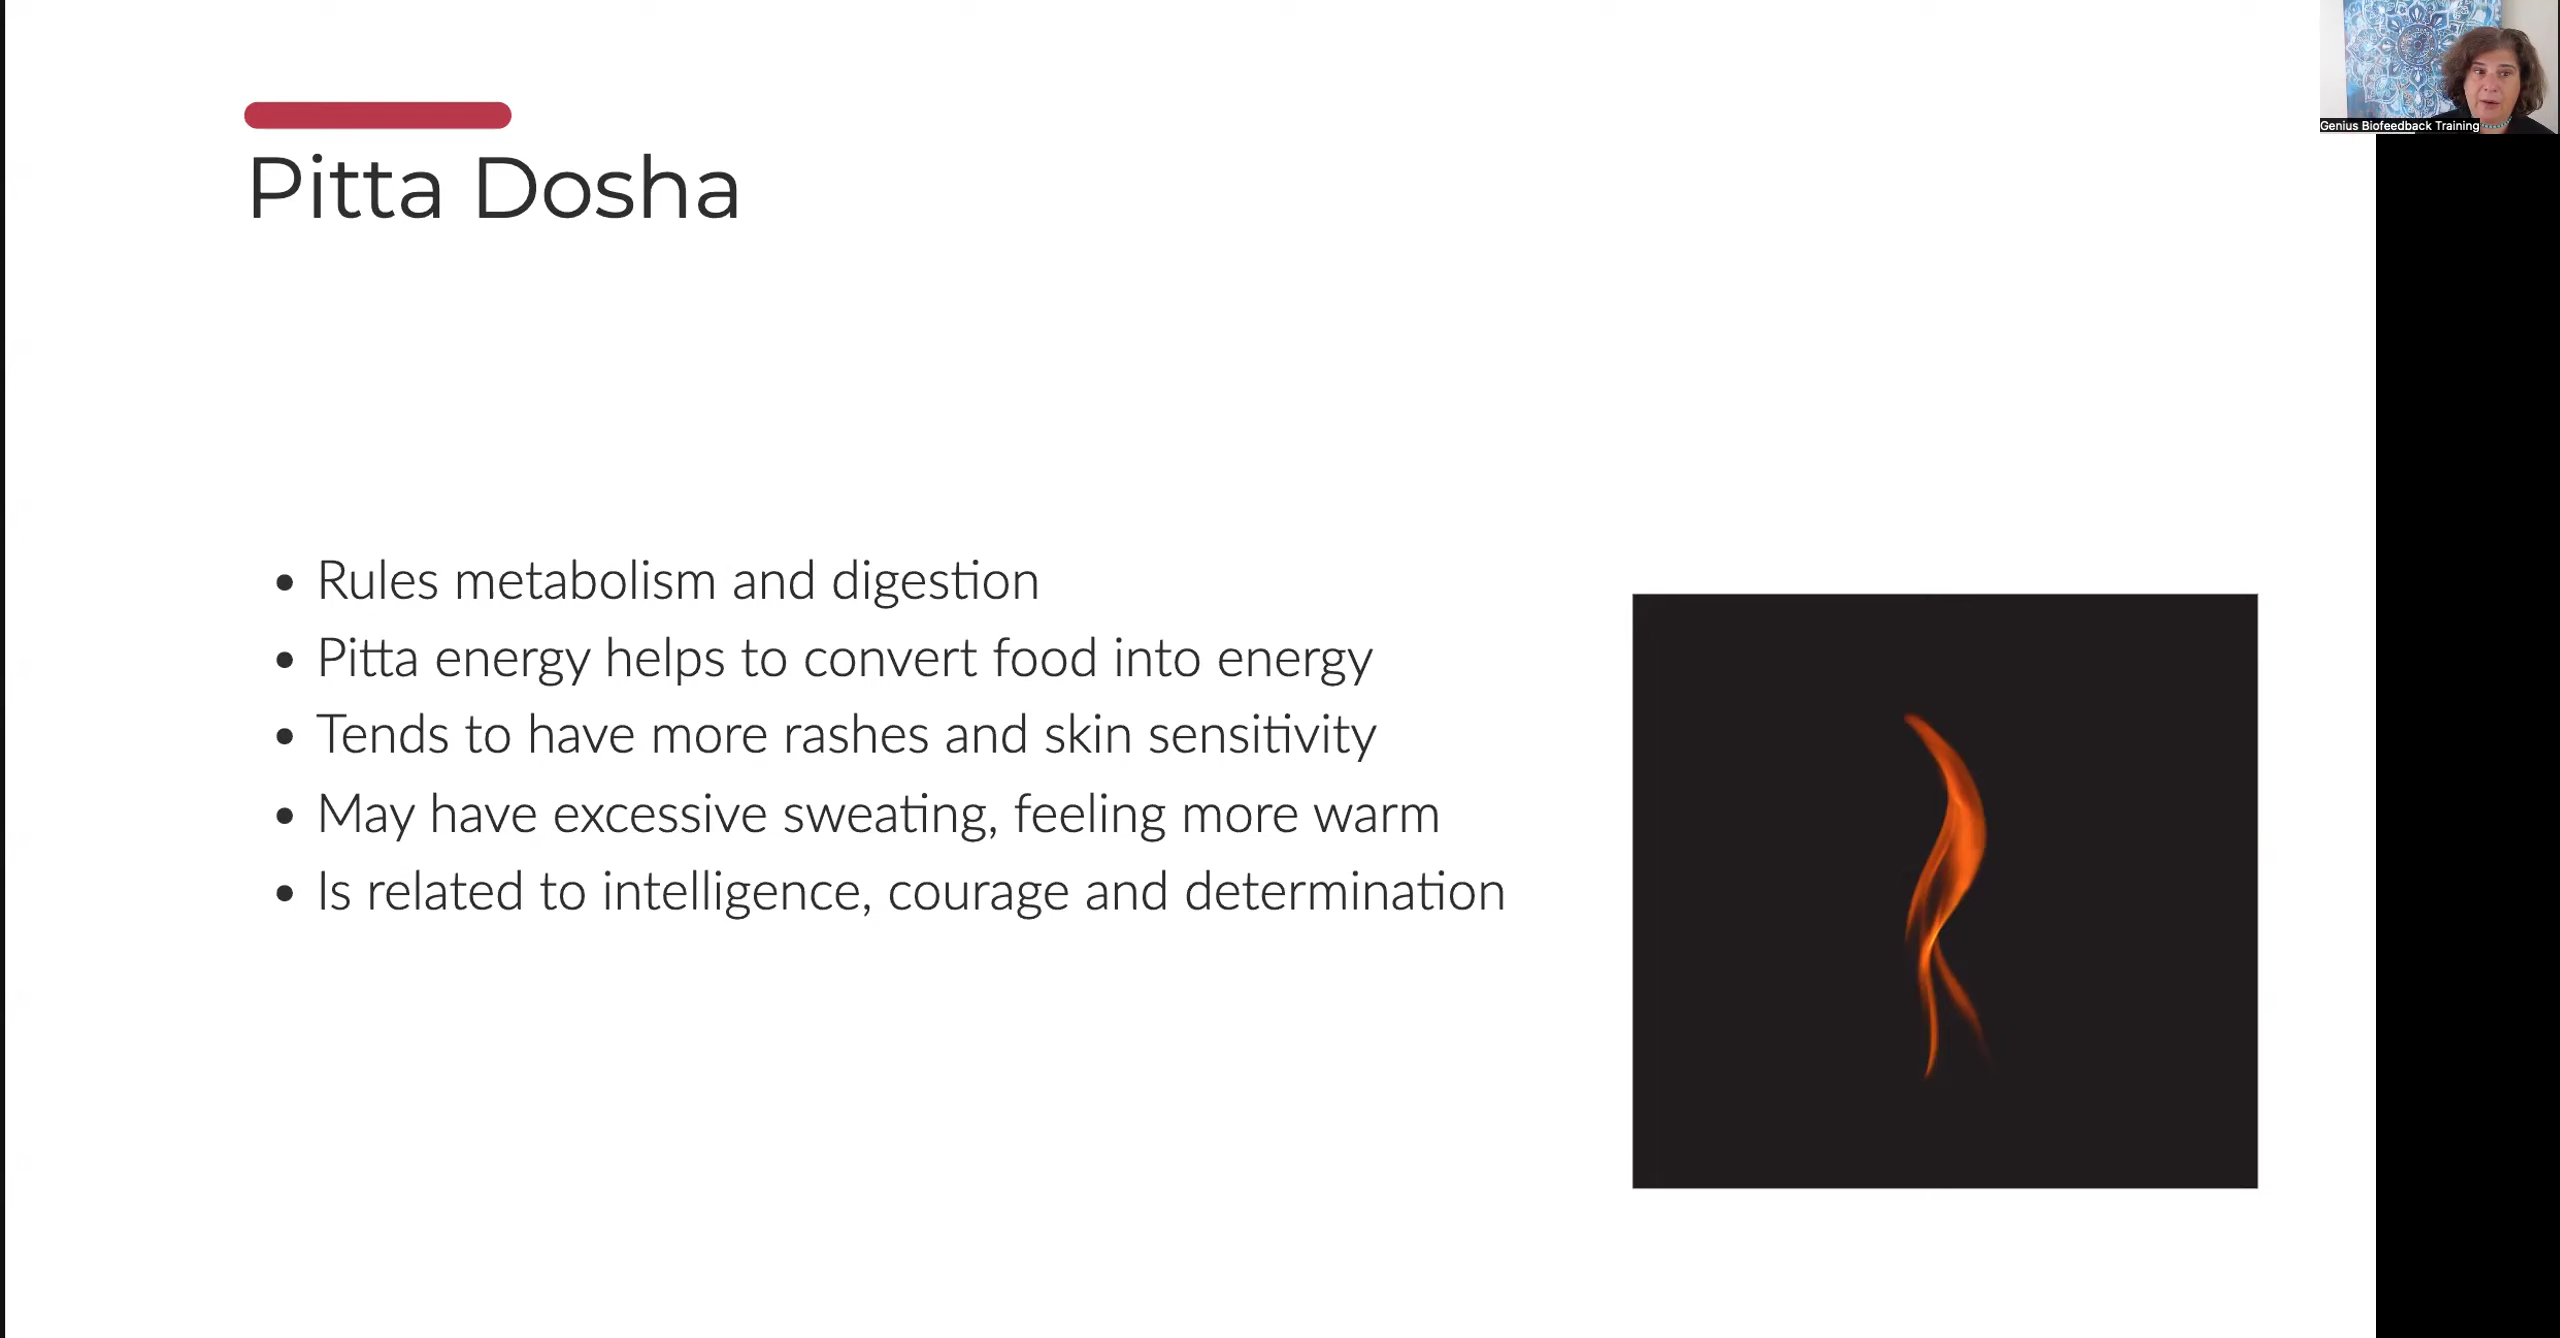 Genius Biofeedback Training
Pitta Dosha
• Rules metabolism and digestion
• Pitta energy helps to convert food into energy
• Tends to have more rashes and skin sensitivity
• May have excessive sweating, feeling more warm
• Is related to intelligence, courage and determination